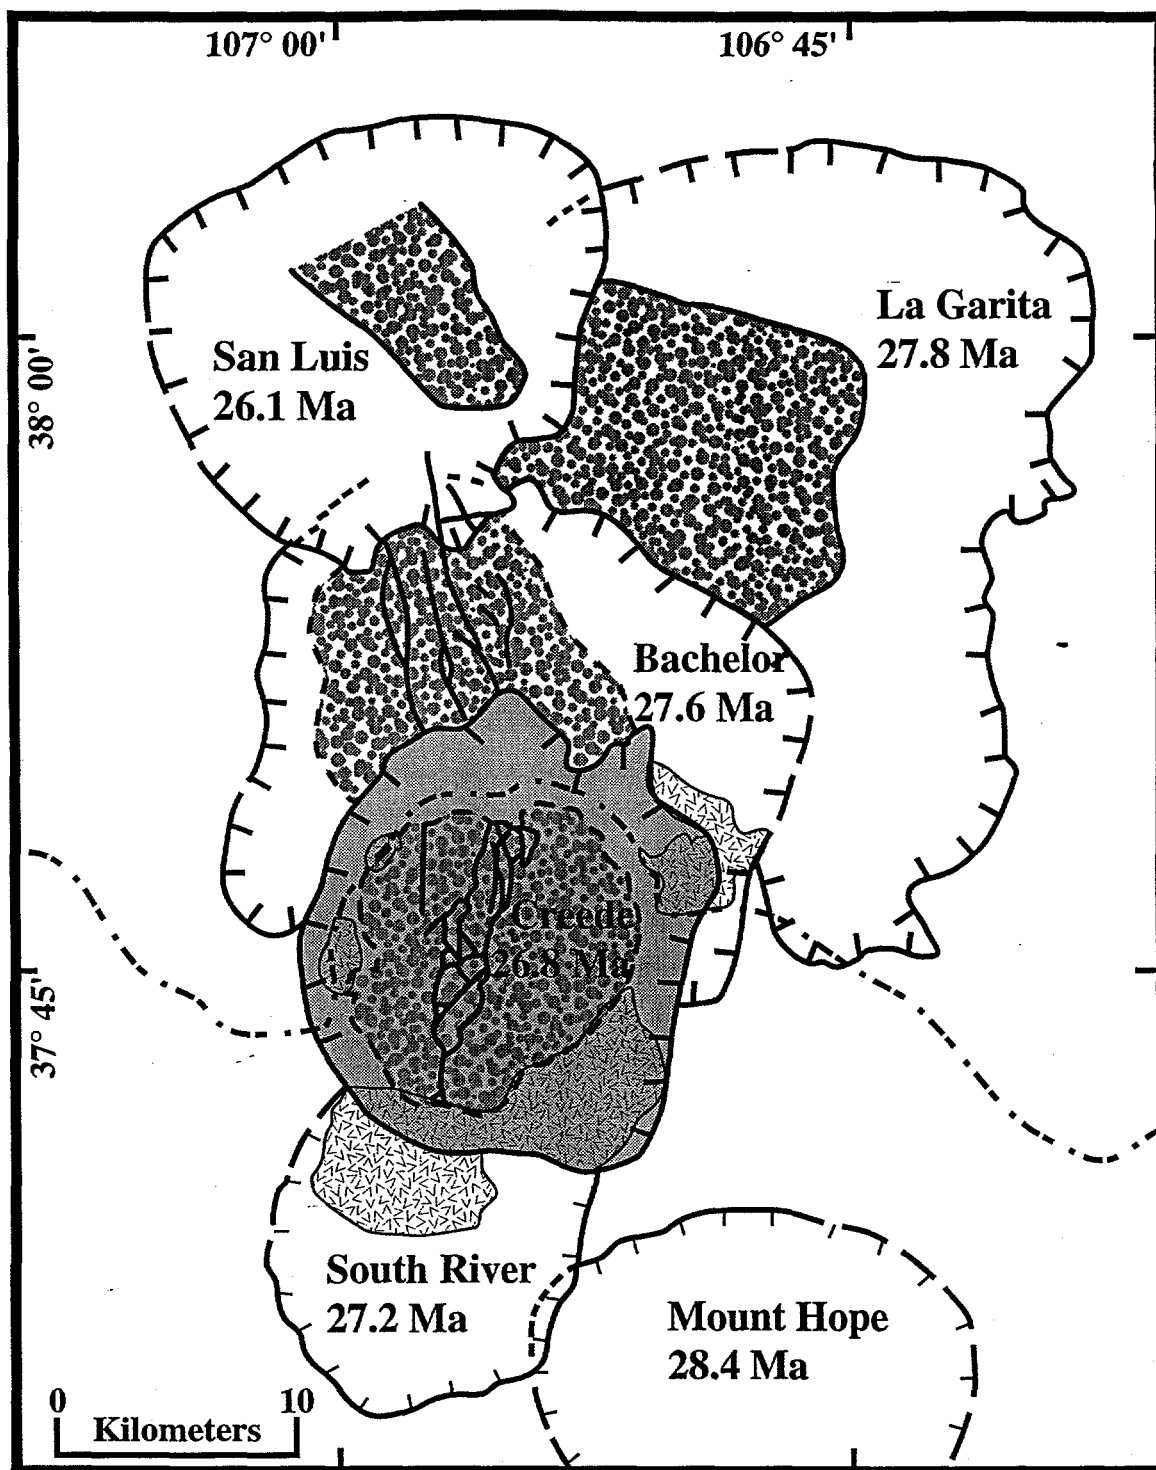 107° 00'
106° 45'
La Garita
27.8 Ma
San Luis
26.1 Ma
38° 00'
Bachelor
27.6 Ma
Creede
26.8 Ma
37° 45'
South River
27.2 Ma
Mount Hope
28.4 Ma
0 10
Kilometers